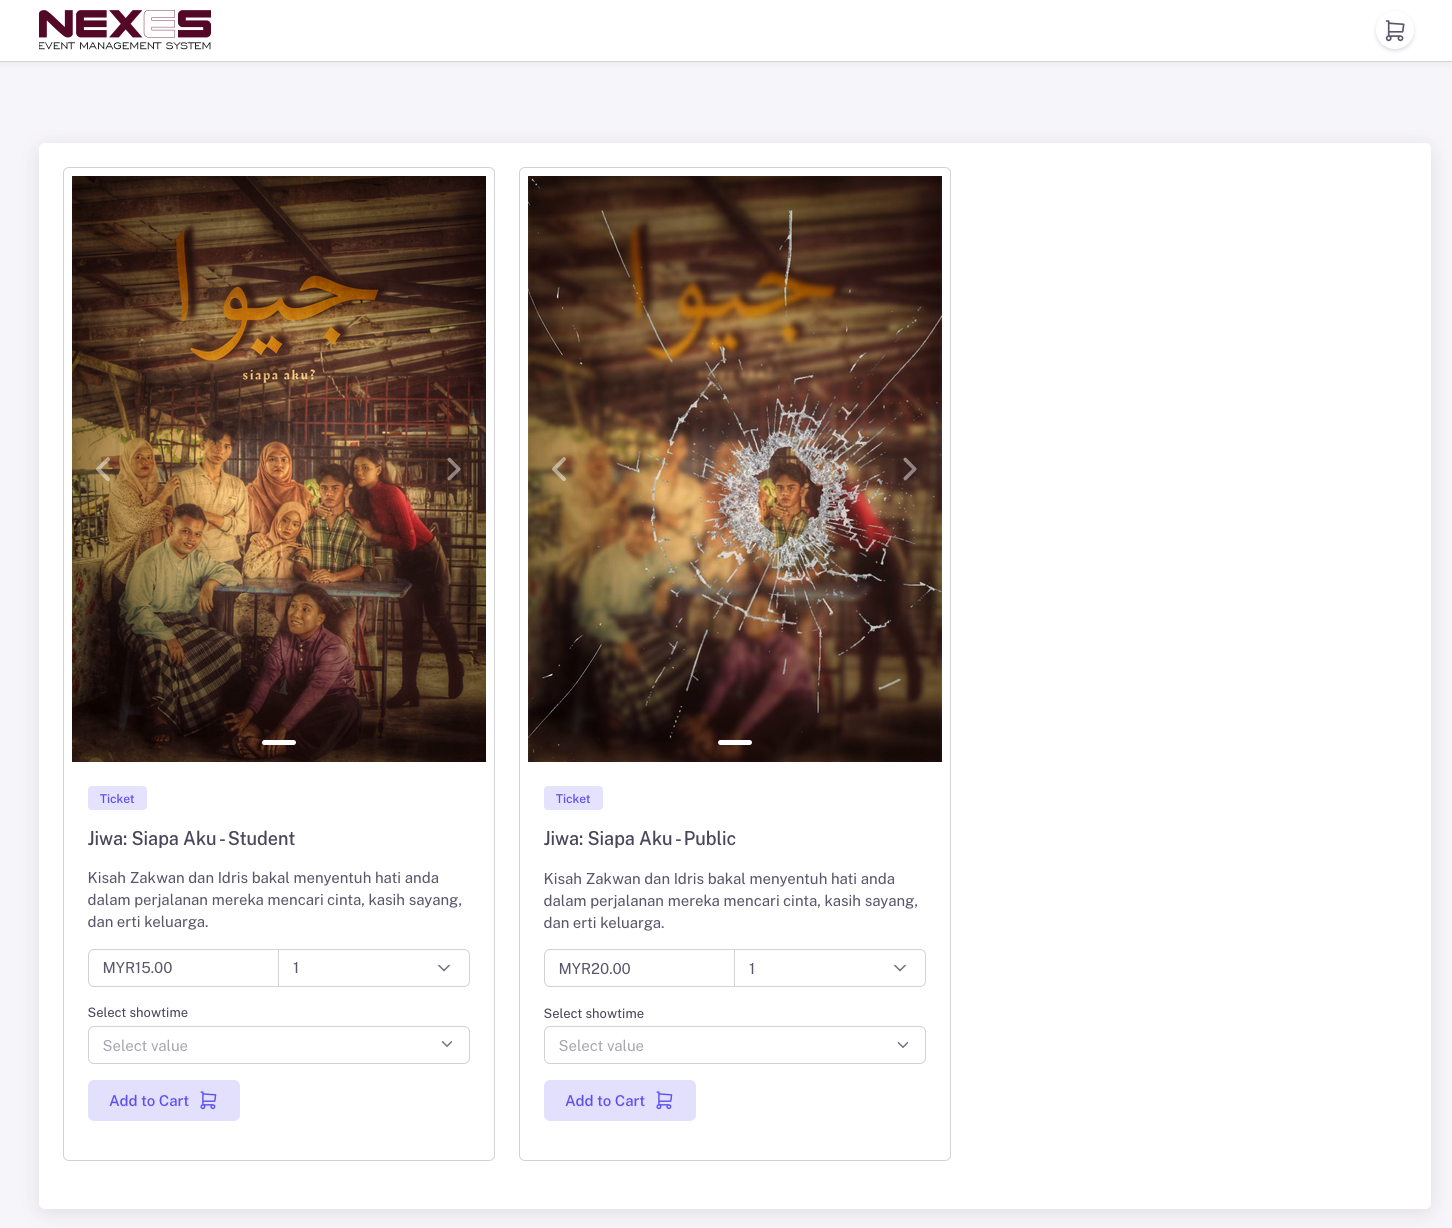 NEXES
EVENT MANAGEMENT SYSTEM
جيوا
siapa aku?
Ticket
Jiwa: Siapa Aku - Student
Kisah Zakwan dan Idris bakal menyentuh hati anda
dalam perjalanan mereka mencari cinta, kasih sayang,
dan erti keluarga.
MYR15.00
1
Select showtime
Select value
Add to Cart
جيوا
Ticket
Jiwa: Siapa Aku - Public
Kisah Zakwan dan Idris bakal menyentuh hati anda
dalam perjalanan mereka mencari cinta, kasih sayang,
dan erti keluarga.
MYR20.00
1
Select showtime
Select value
Add to Cart